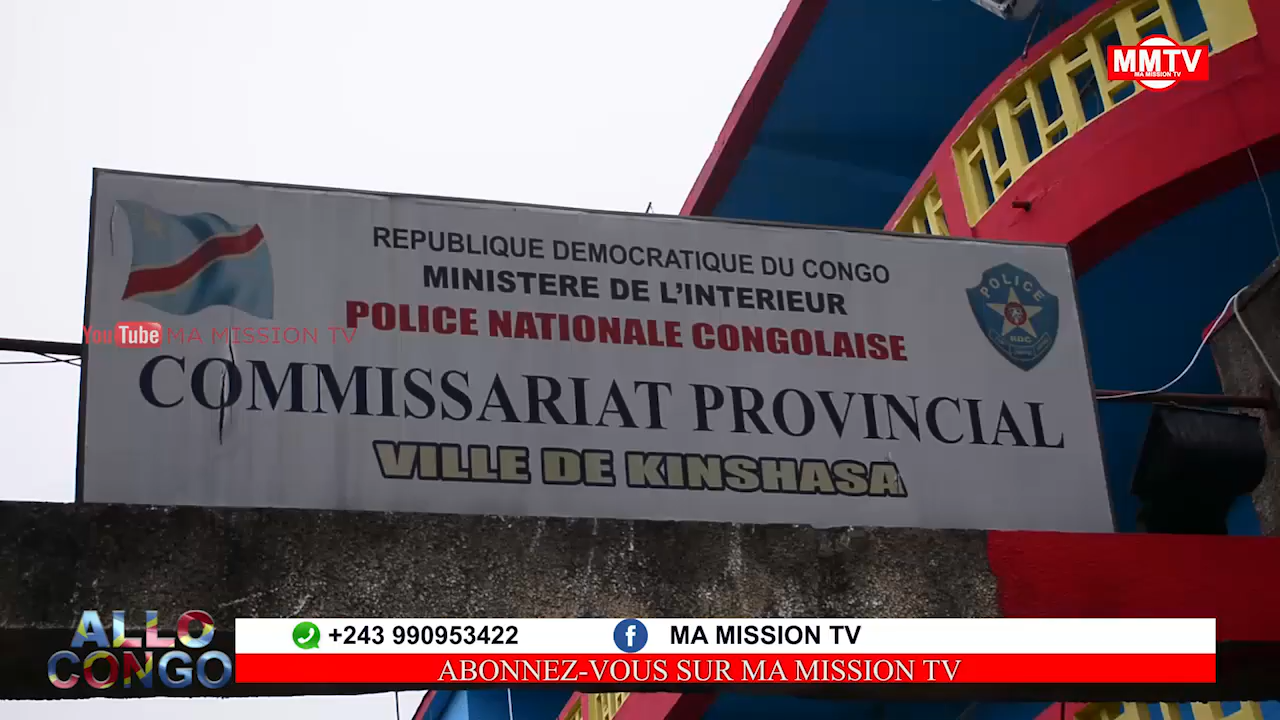 MMTV
MA MISSION TV
REPUBLIQUE DEMOCRATIQUE DU CONGO
MINISTERE DE L'INTERIEUR
POLICE NATIONALE CONGOLAISE
POLICE
RDC
YouTube MA MISSION TV
COMMISSARIAT PROVINCIAL
VILLE DE KINSHASA
ALLO CONGO
+243 990953422
MA MISSION TV
ABONNEZ-VOUS SUR MA MISSION TV